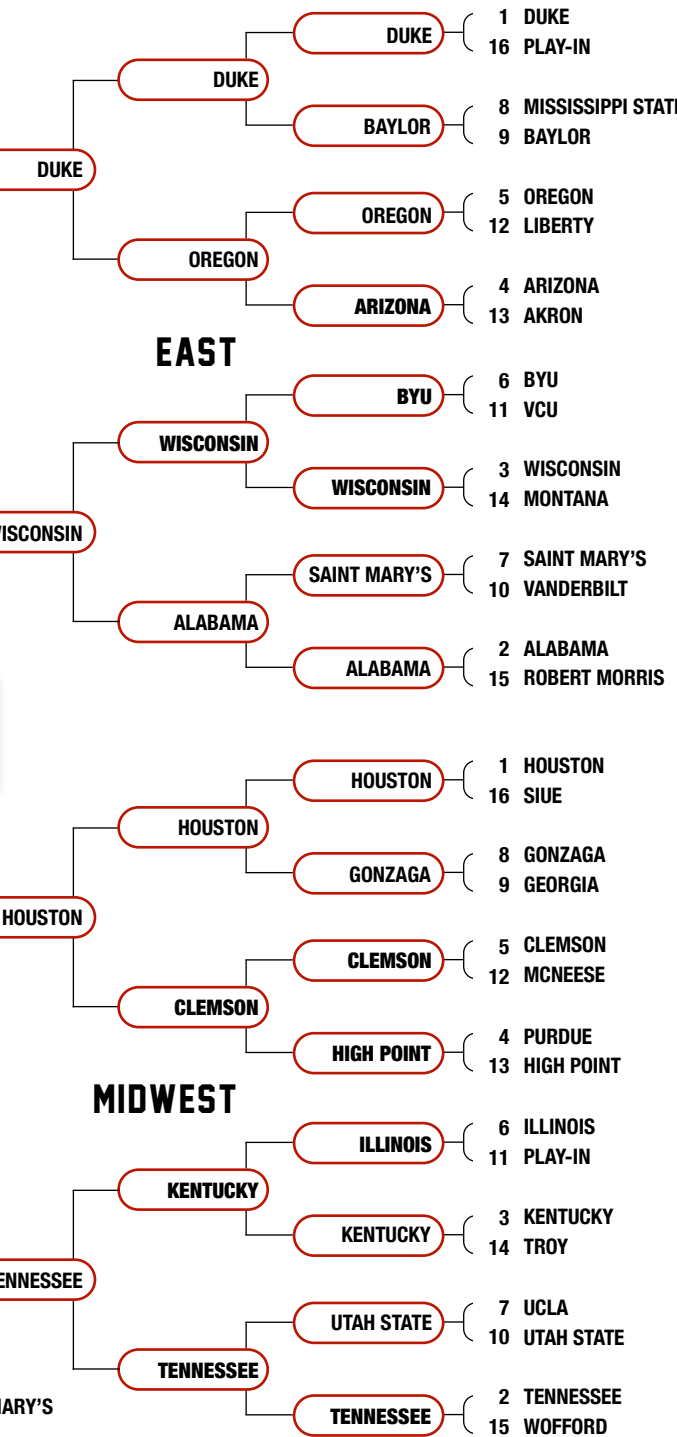 1 DUKE
16 PLAY-IN
DUKE
DUKE
8 MISSISSIPPI STAT
9 BAYLOR
BAYLOR
DUKE
5 OREGON
12 LIBERTY
OREGON
OREGON
4 ARIZONA
13 AKRON
ARIZONA
EAST
6 BYU
11 VCU
BYU
WISCONSIN
3 WISCONSIN
14 MONTANA
WISCONSIN
ISCONSIN
7 SAINT MARY'S
10 VANDERBILT
SAINT MARY'S
ALABAMA
2 ALABAMA
15 ROBERT MORRIS
ALABAMA
1 HOUSTON
16 SIUE
HOUSTON
HOUSTON
8 GONZAGA
9 GEORGIA
GONZAGA
HOUSTON
5 CLEMSON
12 MCNEESE
CLEMSON
CLEMSON
4 PURDUE
13 HIGH POINT
HIGH POINT
MIDWEST
6 ILLINOIS
11 PLAY-IN
ILLINOIS
KENTUCKY
3 KENTUCKY
14 TROY
KENTUCKY
ENNESSEE
7 UCLA
10 UTAH STATE
UTAH STATE
TENNESSEE
2 TENNESSEE
15 WOFFORD
TENNESSEE
ARY'S